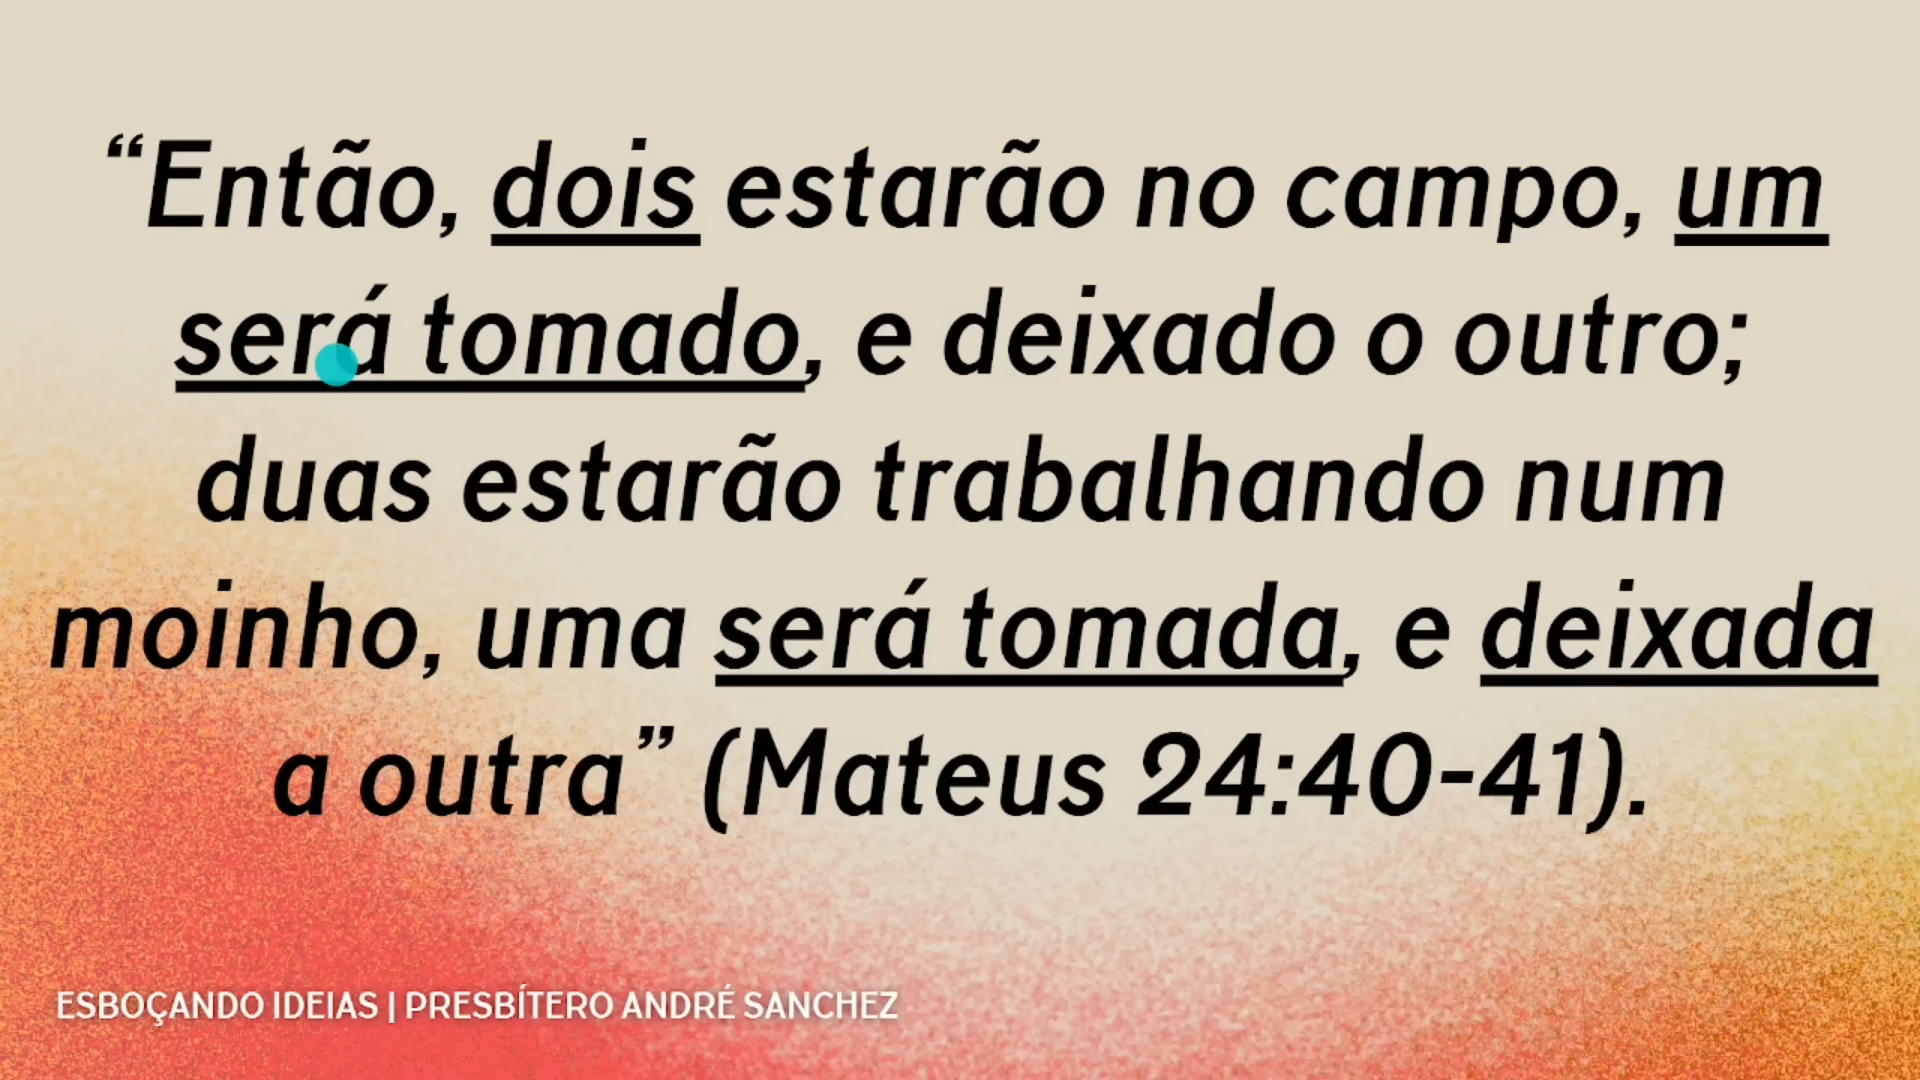 “Então, dois estarão no campo, um
será tomado, e deixado o outro;
duas estarão trabalhando num
moinho, uma será tomada, e deixada
a outra” (Mateus 24:40-41).
ESBOÇANDO IDEIAS | PRESBÍTERO ANDRÉ SANCHEZ